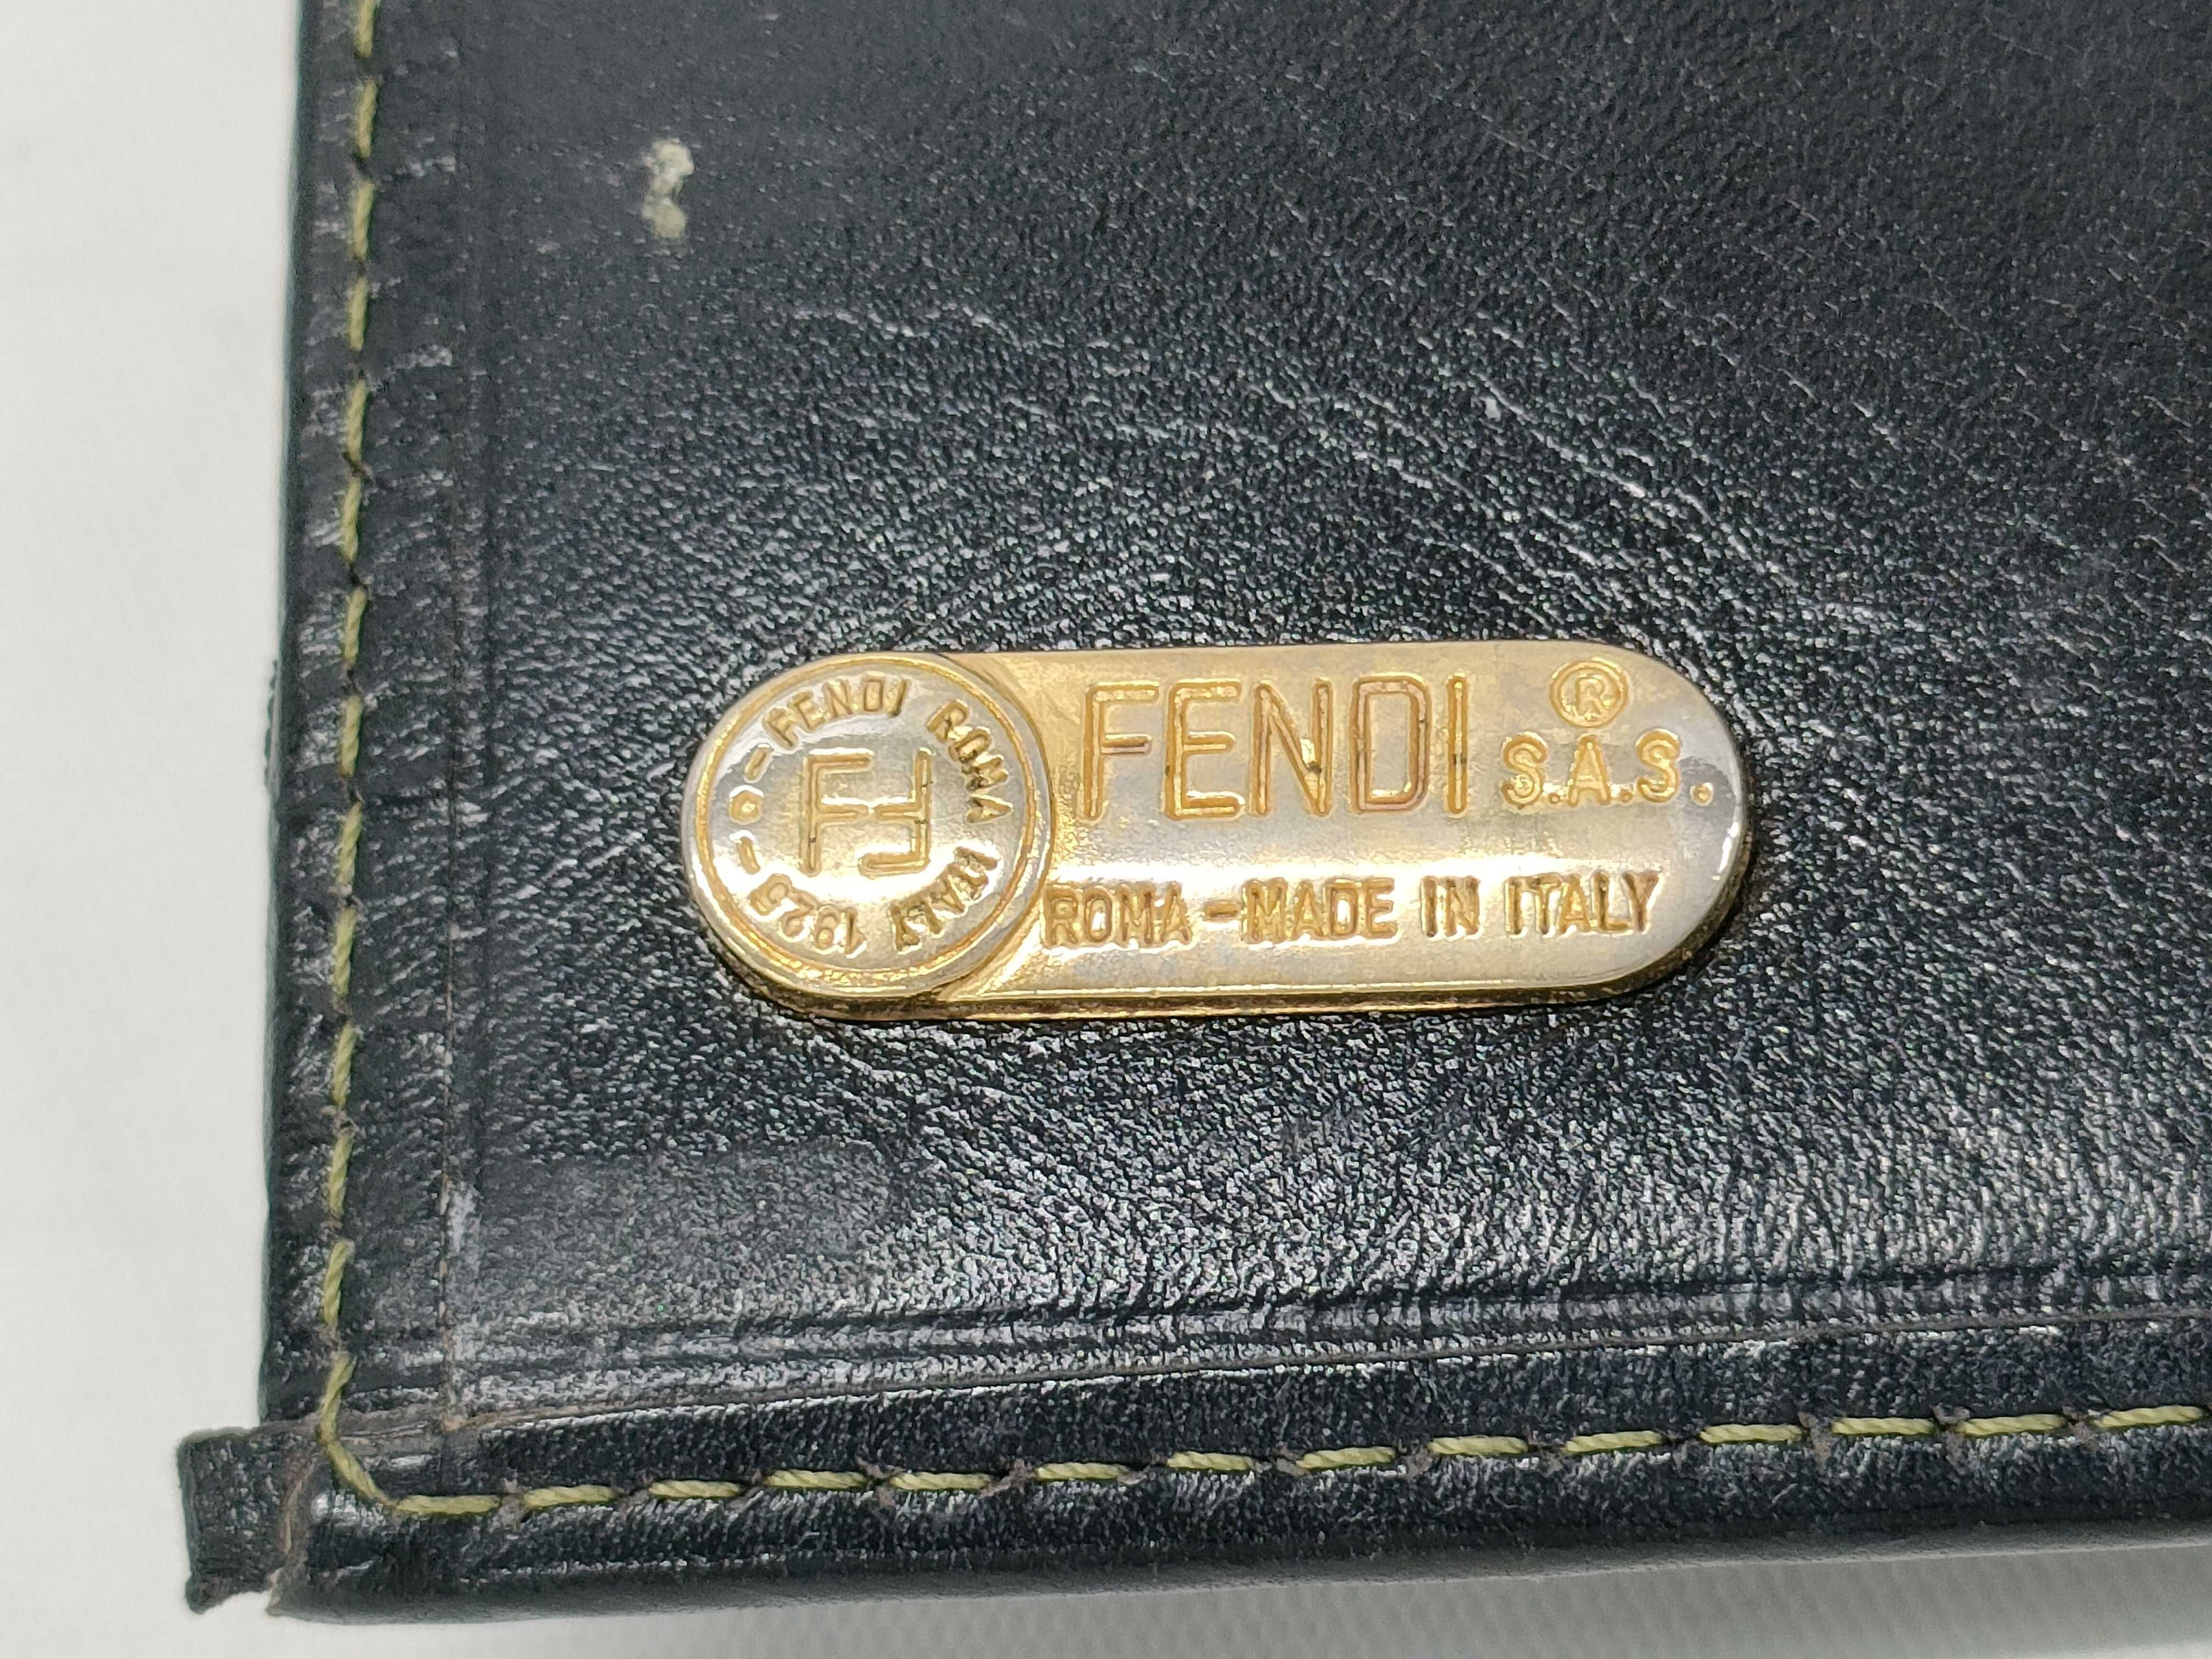 FENDI ROMA ITALY 1925
FF
FENDI ® S.A.S.
ROMA-MADE IN ITALY